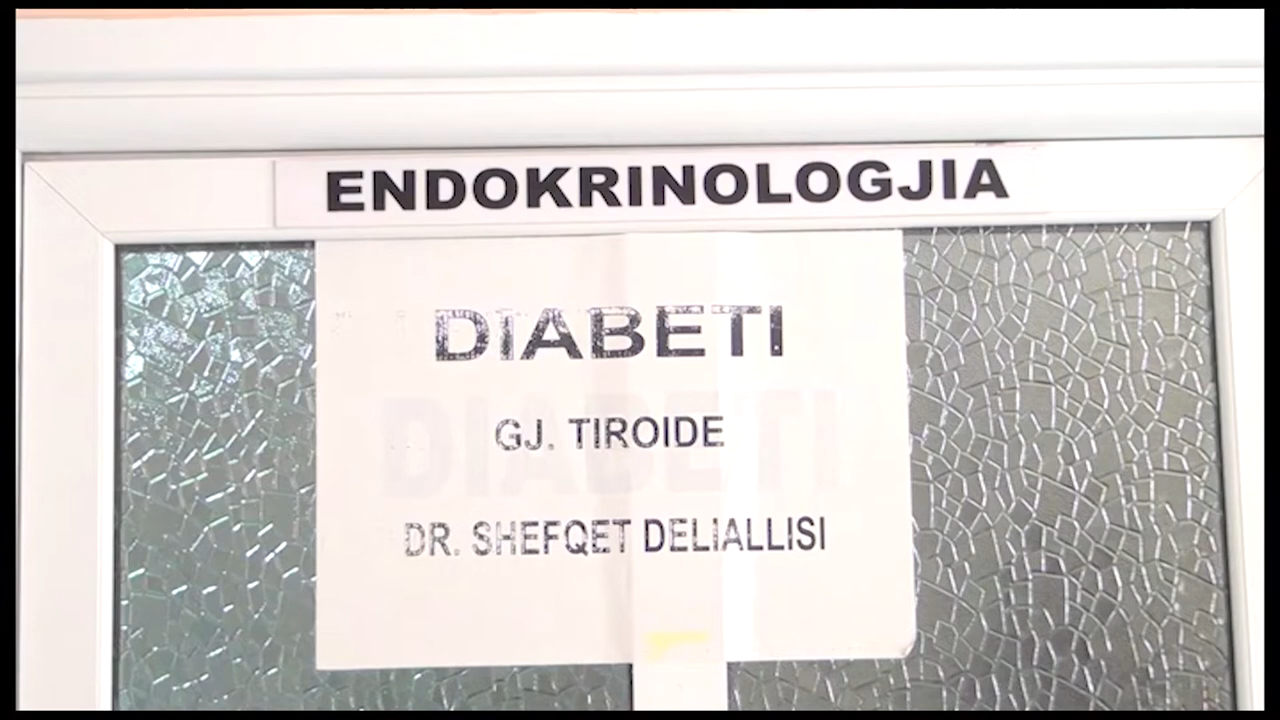 ENDOKRINOLOGJIA
DIABETI
GJ. TIROIDE
DR. SHEFQET DELIALLISI